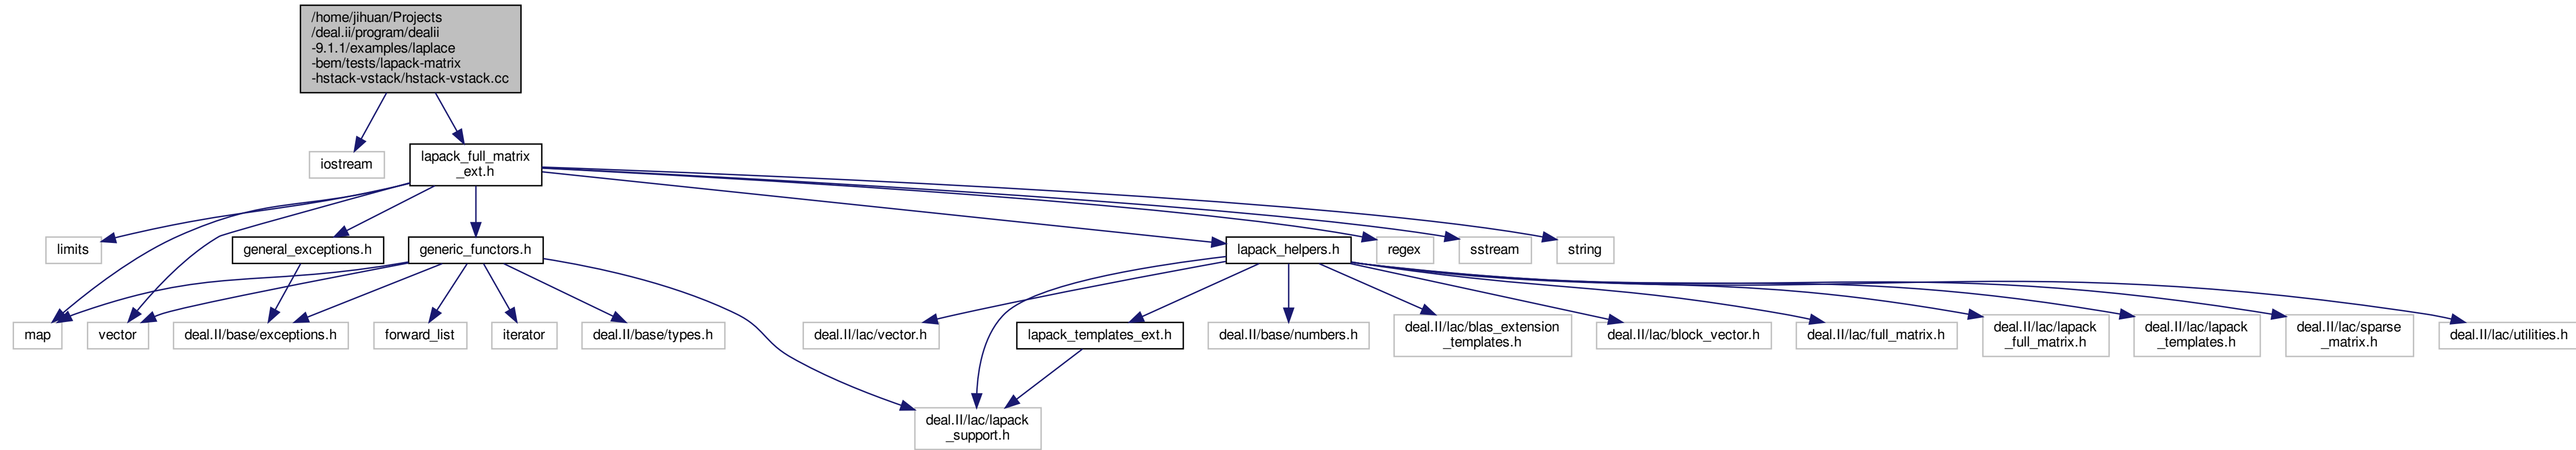 /home/jihuan/Projects
/deal.ii/program/dealii
-9.1.1/examples/laplace
-bem/tests/lapack-matrix
-hstack-vstack/hstack-vstack.cc
iostream
lapack_full_matrix
_ext.h
limits
general_exceptions.h
generic_functors.h
lapack_helpers.h
regex
sstream
string
map
vector
deal.II/base/exceptions.h
forward_list
iterator
deal.II/base/types.h
deal.II/lac/vector.h
lapack_templates_ext.h
deal.II/base/numbers.h
deal.II/lac/blas_extension
_templates.h
deal.II/lac/block_vector.h
deal.II/lac/full_matrix.h
deal.II/lac/lapack
_full_matrix.h
deal.II/lac/lapack
_templates.h
deal.II/lac/sparse
_matrix.h
deal.II/lac/utilities.h
deal.II/lac/lapack
_support.h